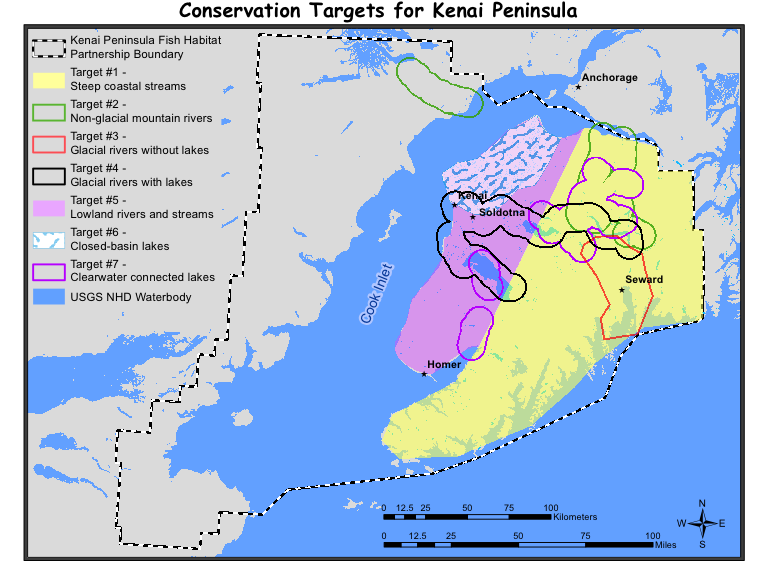 Conservation Targets for Kenai Peninsula
Kenai Peninsula Fish Habitat
Partnership Boundary
Target #1 -
Steep coastal streams
Target #2 -
Non-glacial mountain rivers
Target #3 -
Glacial rivers without lakes
Target #4 -
Glacial rivers with lakes
Target #5 -
Lowland rivers and streams
Target #6 -
Closed-basin lakes
Target #7 -
Clearwater connected lakes
USGS NHD Waterbody
Anchorage
Kenai
Soldotna
Cook Inlet
Seward
Homer
0 12.5 25 50 75 100
Kilometers
0 12.5 25 50 75 100
Miles
N
W E
S